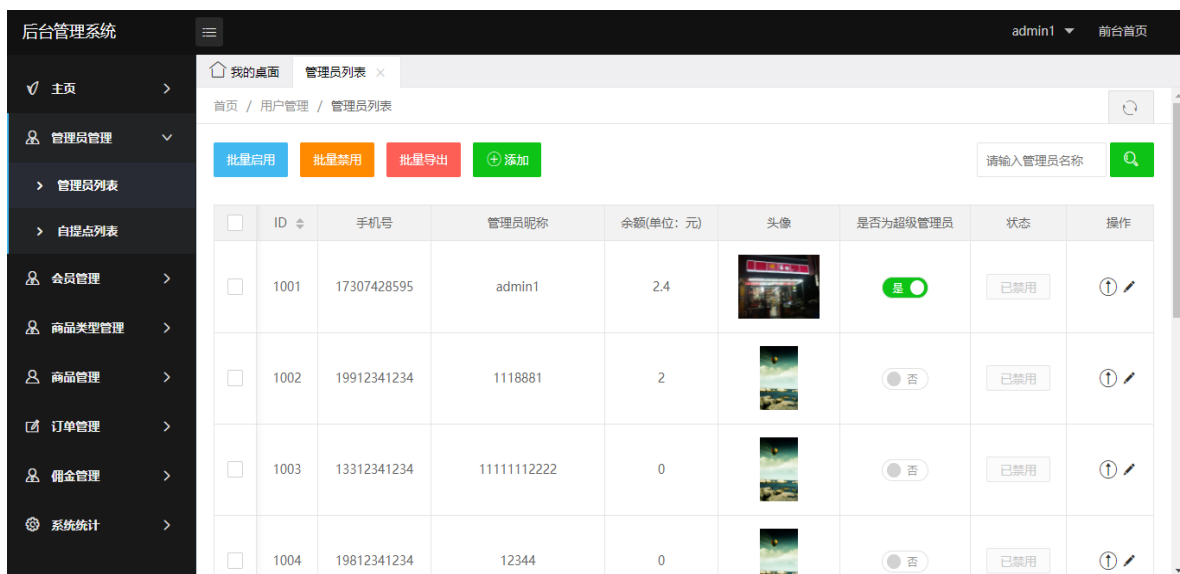 后台管理系统
admin1 前台首页
主页
管理员管理
管理员列表
自提点列表
会员管理
商品类型管理
商品管理
订单管理
佣金管理
系统统计
我的桌面 管理员列表
首页 / 用户管理 / 管理员列表
批量启用 批量禁用 批量导出 添加 请输入管理员名称
ID 手机号 管理员昵称 余额(单位：元) 头像 是否为超级管理员 状态 操作
1001 17307428595 admin1 2.4 是 已禁用
1002 19912341234 1118881 2 否 已禁用
1003 13312341234 11111112222 0 否 已禁用
1004 19812341234 12344 0 否 已禁用